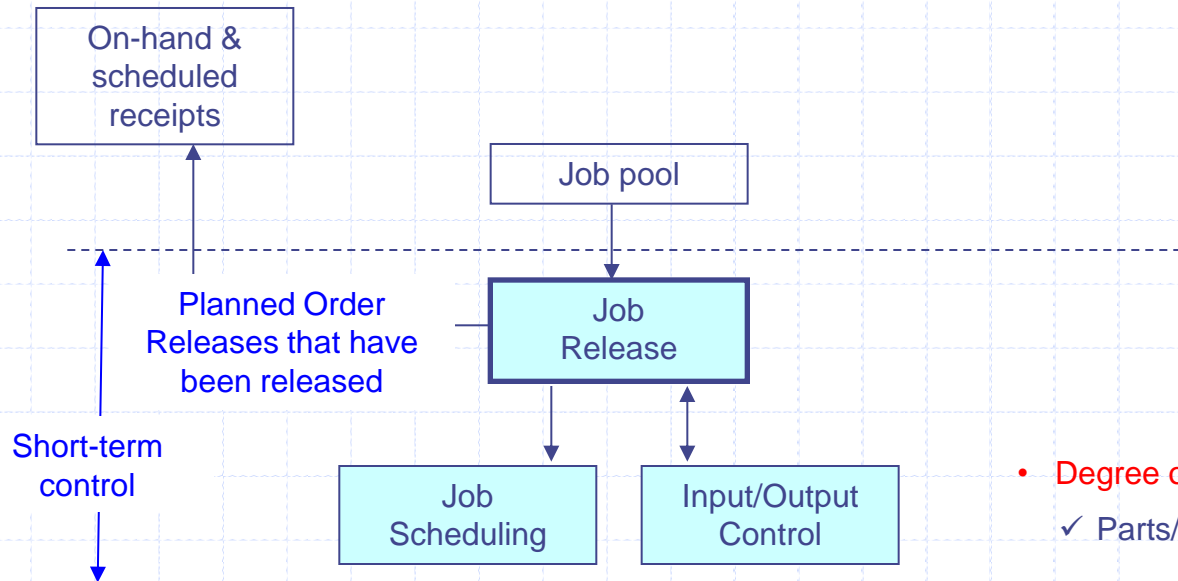 On-hand &
scheduled
receipts
Job pool
Planned Order
Releases that have
been released
Job
Release
Short-term
control
Job
Scheduling
Input/Output
Control
• Degree
✓ Parts/